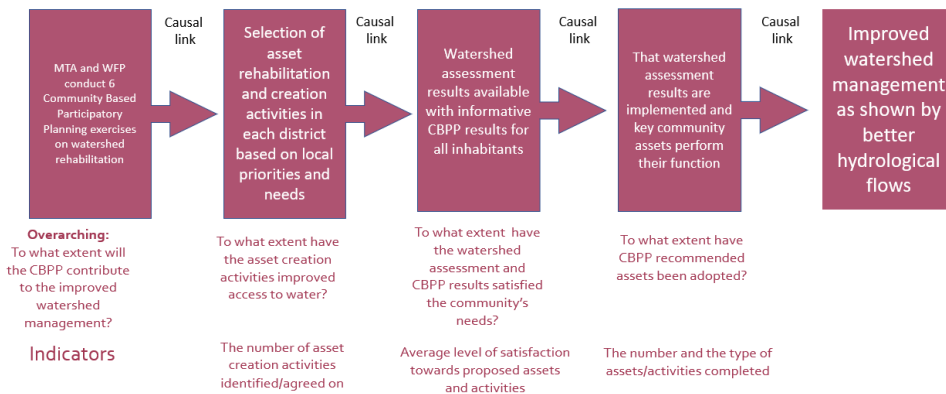 Causal
link
Causal
link
Causal
link
Causal
link
MTA and WFP
conduct 6
Community Based
Participatory
Planning exercises
on watershed
rehabilitation
Selection of
asset
rehabilitation
and creation
activities in
each district
based on local
priorities and
needs
Watershed
assessment
results available
with informative
CBPP results for
all inhabitants
That watershed
assessment
results are
implemented and
key community
assets perform
their function
Improved
watershed
management
as shown by
better
hydrological
flows
Overarching:
To what extent will
the CBPP contribute
to the improved
watershed
management?
To what extent have
the asset creation
activities improved
access to water?
To what extent have
the watershed
assessment and
CBPP results satisfied
the community's
needs?
To what extent have
CBPP recommended
assets been adopted?
Indicators
The number of asset
creation activities
identified/agreed on
Average level of satisfaction
towards proposed assets
and activities
The number and the type of
assets/activities completed